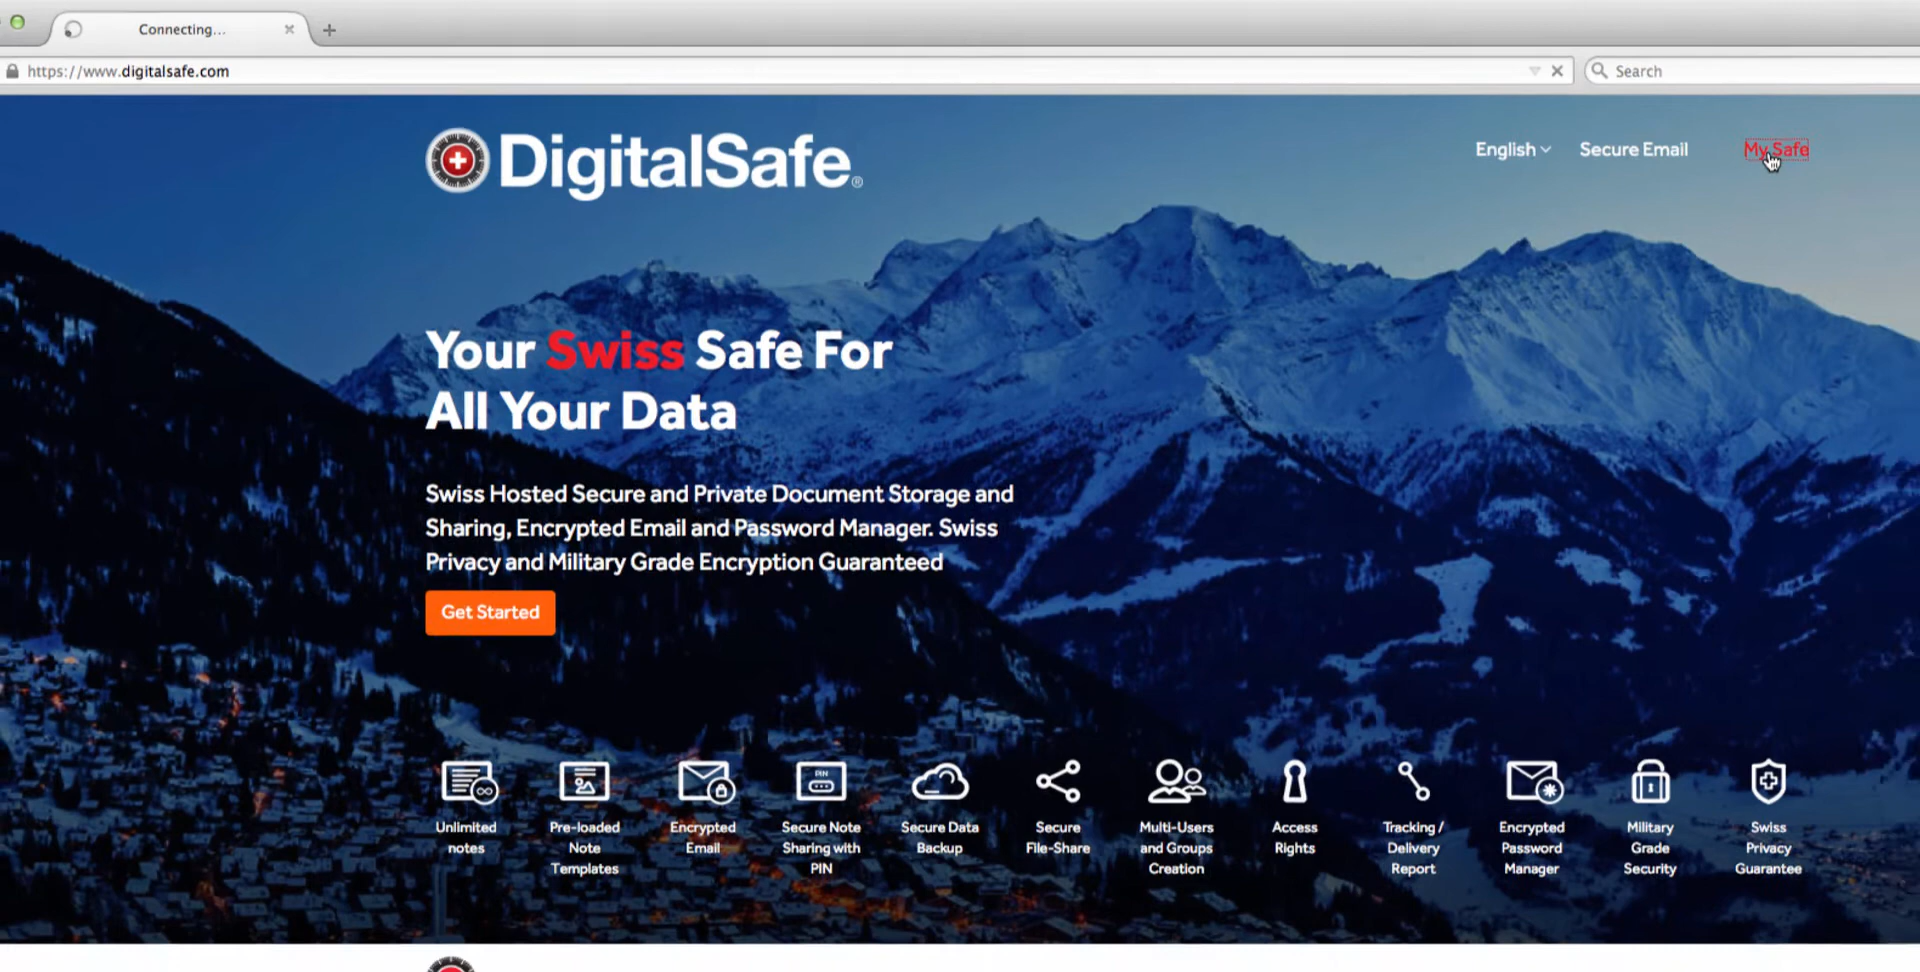 Connecting...
https://www.digitalsafe.com
Search
DigitalSafe®
English
Secure Email
My Safe
Your Swiss Safe For
All Your Data
Swiss Hosted Secure and Private Document Storage and
Sharing, Encrypted Email and Password Manager. Swiss
Privacy and Military Grade Encryption Guaranteed
Get Started
PIN
Unlimited
notes
Pre-loaded
Note
Templates
Encrypted
Email
Secure Note
Sharing with
PIN
Secure Data
Backup
Secure
File-Share
Multi-Users
and Groups
Creation
Access
Rights
Tracking /
Delivery
Report
Encrypted
Password
Manager
Military
Grade
Security
Swiss
Privacy
Guarantee